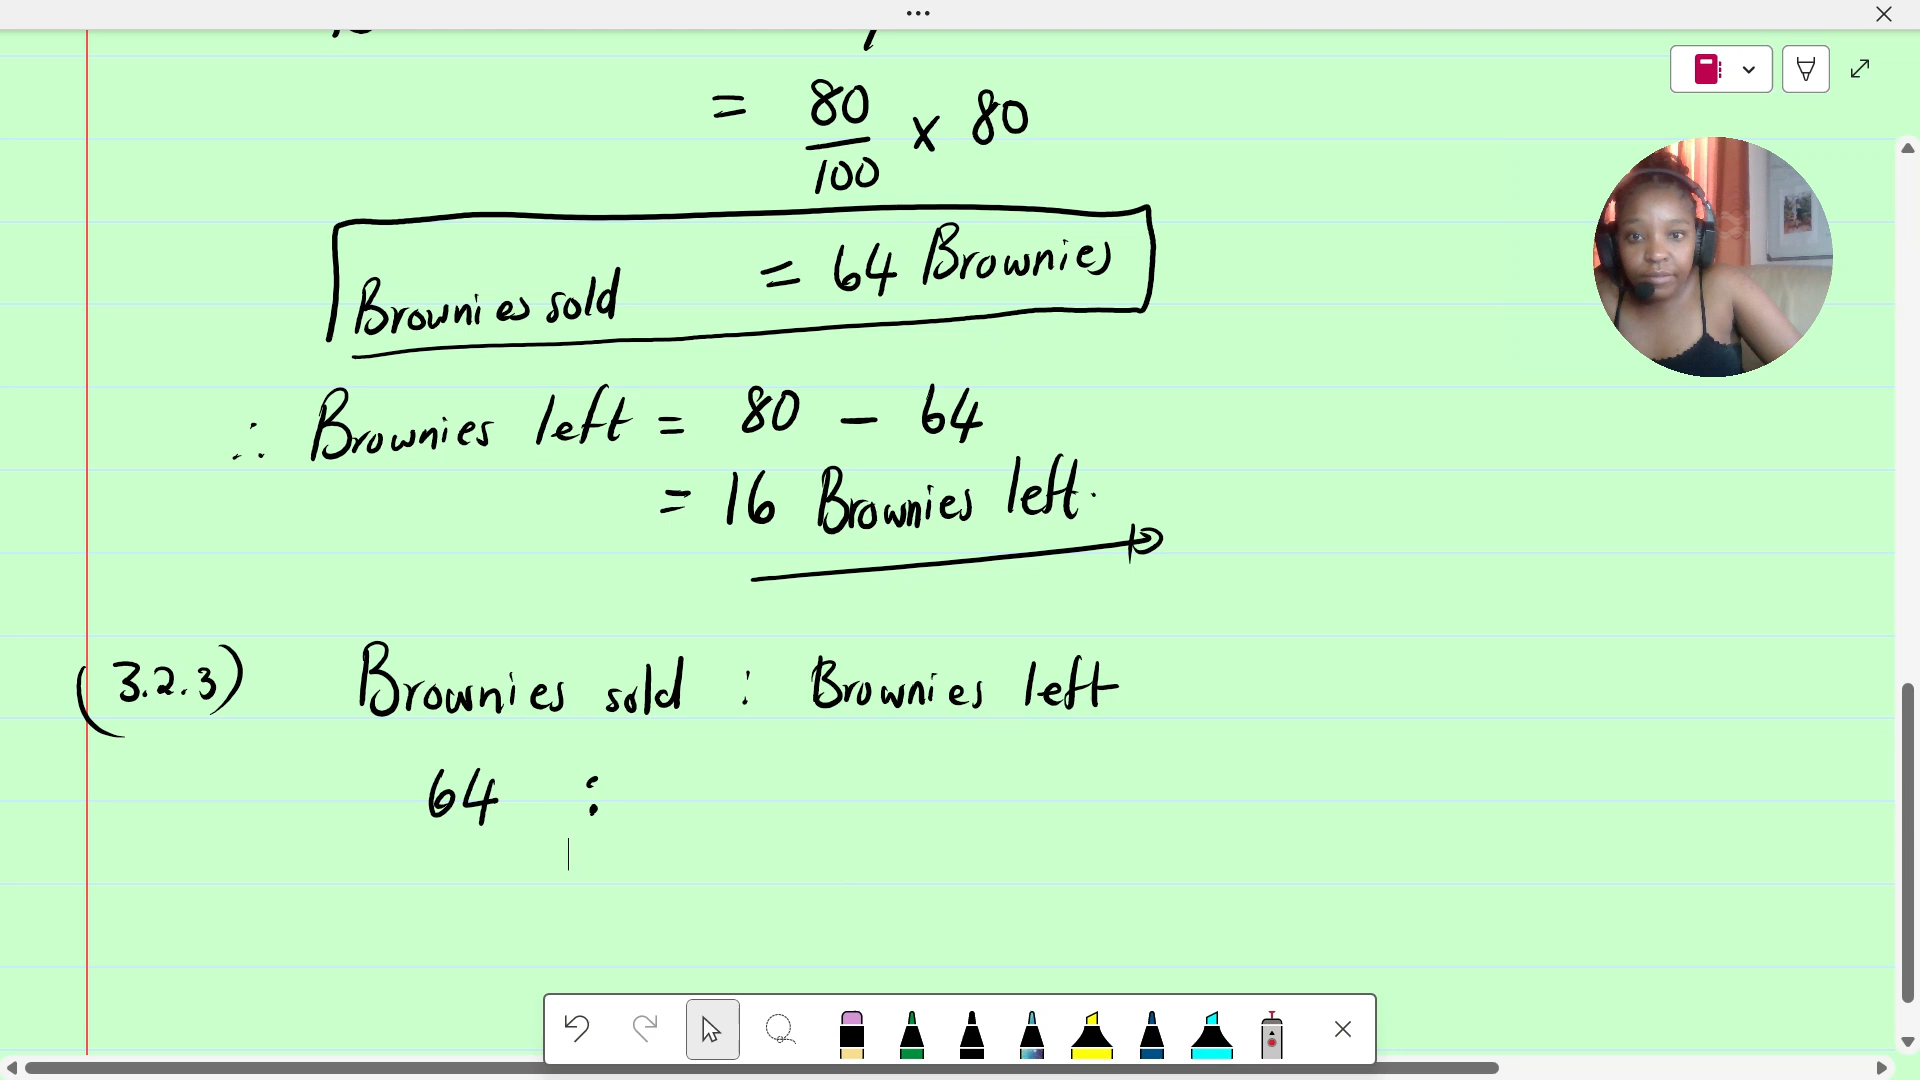 = 80/100 x 80
Brownies sold = 64 Brownies
∴ Brownies left = 80 - 64
= 16 Brownies left.
(3.2.3) Brownies sold : Brownies left
64 :